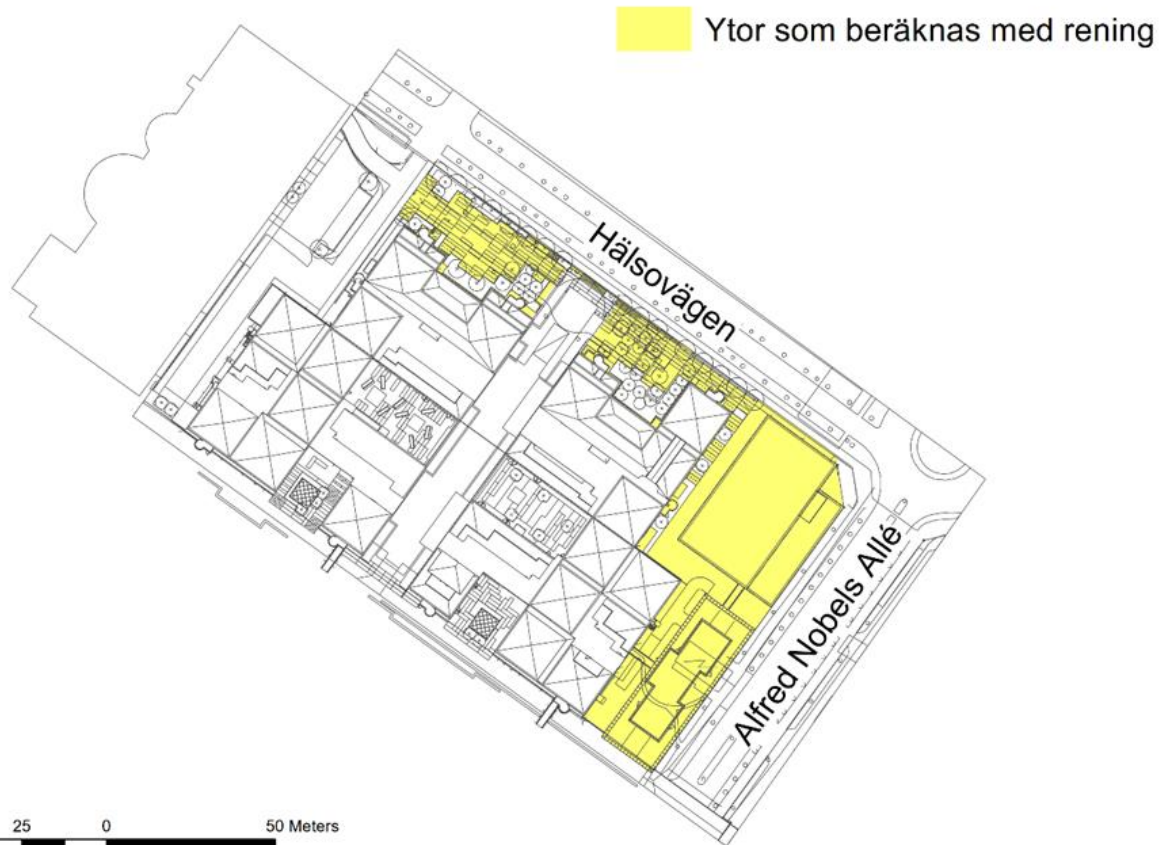 Ytor som beräknas med rening
Hälsovägen
Alfred Nobels Allé
25 0 50 Meters